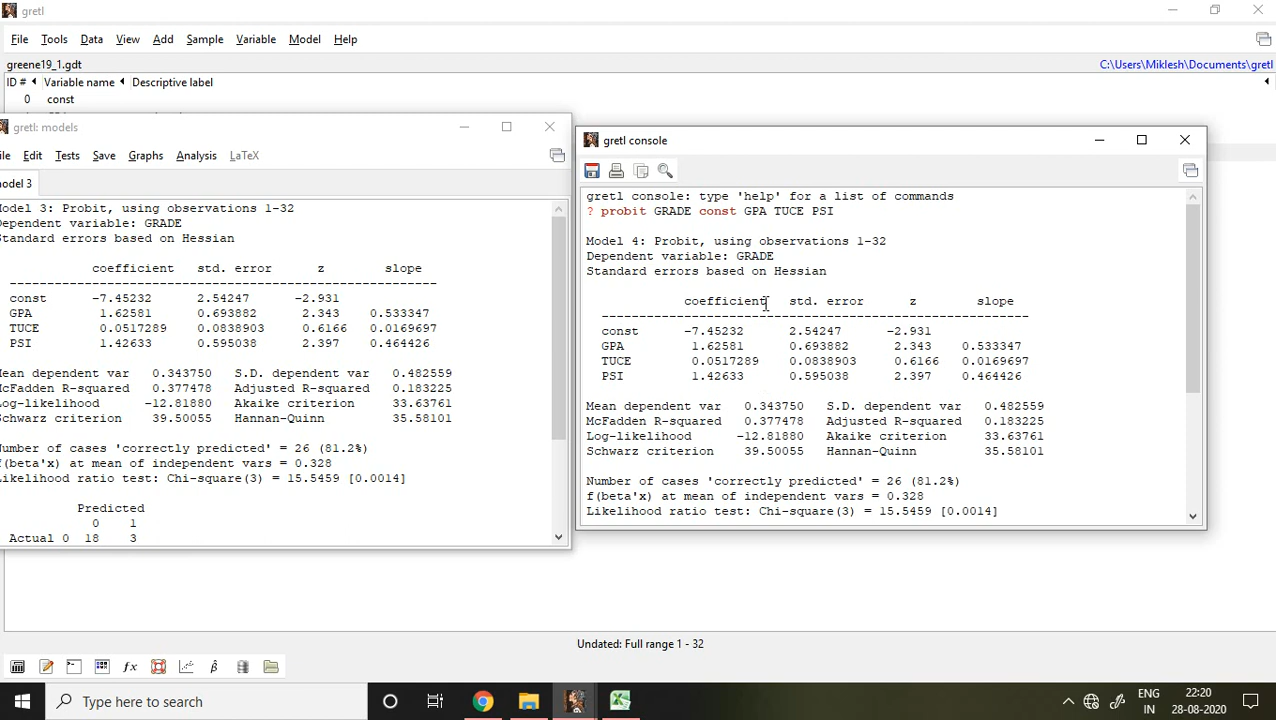 gretl
File Tools Data View Add Sample Variable Model Help
greene19_1.gdt C:\Users\Miklesh\Documents\gretl
ID # Variable name Descriptive label
0 const
gretl: models
ile Edit Tests Save Graphs Analysis LaTeX
model 3
Model 3: Probit, using observations 1-32
Dependent variable: GRADE
Standard errors based on Hessian
coefficient std. error z slope
---------------------------------------------------------
const −7.45232 2.54247 −2.931
GPA 1.62581 0.693882 2.343 0.533347
TUCE 0.0517289 0.0838903 0.6166 0.0169697
PSI 1.42633 0.595038 2.397 0.464426
Mean dependent var 0.343750 S.D. dependent var 0.482559
McFadden R-squared 0.377478 Adjusted R-squared 0.183225
Log-likelihood −12.81880 Akaike criterion 33.63761
Schwarz criterion 39.50055 Hannan-Quinn 35.58101
Number of cases 'correctly predicted' = 26 (81.2%)
f(beta'x) at mean of independent vars = 0.328
Likelihood ratio test: Chi-square(3) = 15.5459 [0.0014]
Predicted
0 1
Actual 0 18 3
gretl console
gretl console: type 'help' for a list of commands
? probit GRADE const GPA TUCE PSI
Model 4: Probit, using observations 1-32
Dependent variable: GRADE
Standard errors based on Hessian
coefficient std. error z slope
---------------------------------------------------------
const −7.45232 2.54247 −2.931
GPA 1.62581 0.693882 2.343 0.533347
TUCE 0.0517289 0.0838903 0.6166 0.0169697
PSI 1.42633 0.595038 2.397 0.464426
Mean dependent var 0.343750 S.D. dependent var 0.482559
McFadden R-squared 0.377478 Adjusted R-squared 0.183225
Log-likelihood −12.81880 Akaike criterion 33.63761
Schwarz criterion 39.50055 Hannan-Quinn 35.58101
Number of cases 'correctly predicted' = 26 (81.2%)
f(beta'x) at mean of independent vars = 0.328
Likelihood ratio test: Chi-square(3) = 15.5459 [0.0014]
Undated: Full range 1 - 32
fx β
Type here to search
ENG 22:20
IN 28-08-2020